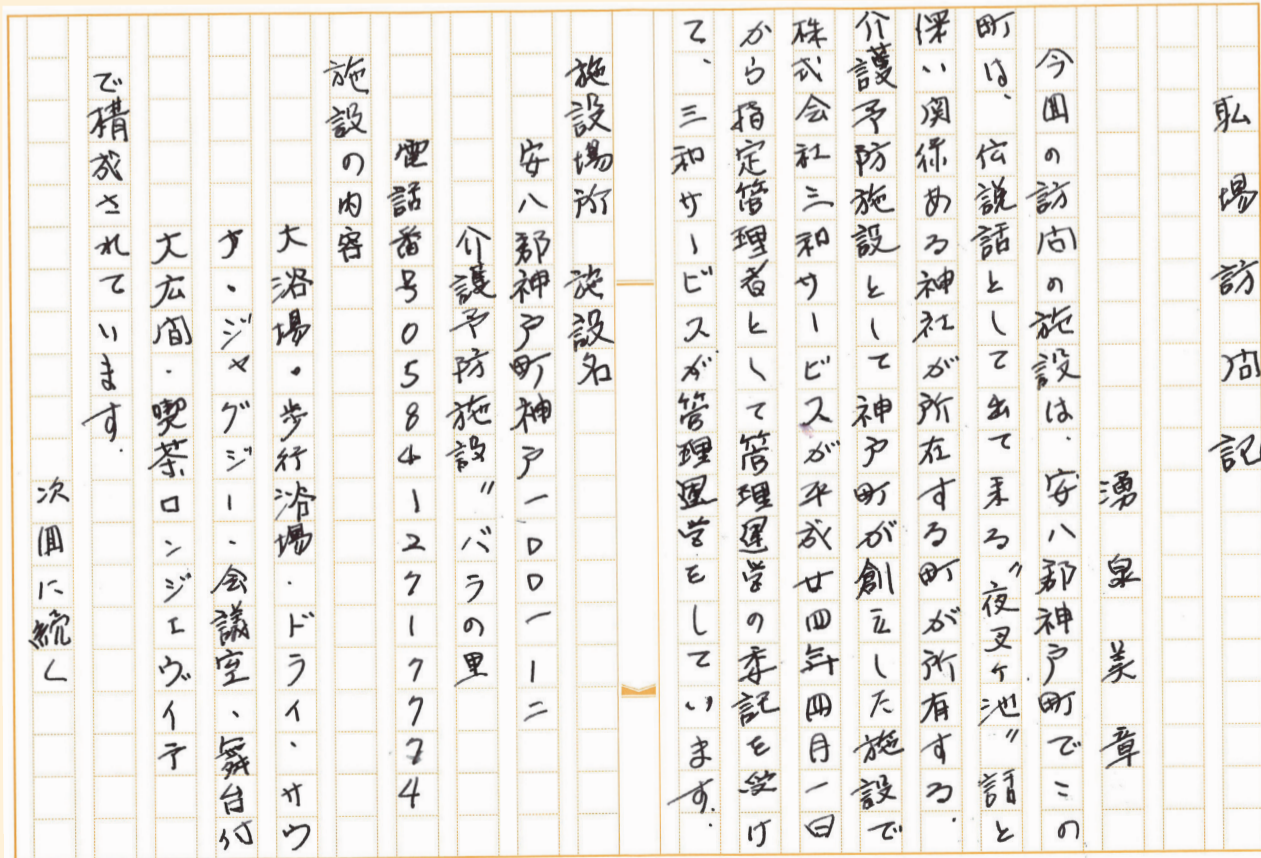 私場訪問記
湧泉美章
今回の訪問の施設は、安八郡神戸町でこの
町は、伝説話として出て来る〝夜叉ヶ池〟話と
深い関係ある神社が所在する町が所有する、
介護予防施設として神戸町が創立した施設で
株式会社三和サービスが平成廿四年四月一日
から指定管理者として管理運営の委記を受け
て、三和サービスが管理運営をしています。
施設場所 施設名
安八郡神戸町神戸一００一ー二
介護予防施設〝バラの里
電話番号０５８４ー２７ー７７７４
施設の内容
大浴場・歩行浴場・ドライ・サウ
ナ・ジャグジー・会議室、舞台付
大広間・喫茶ロンジェヴィテ
で構成されています。
次回に続く